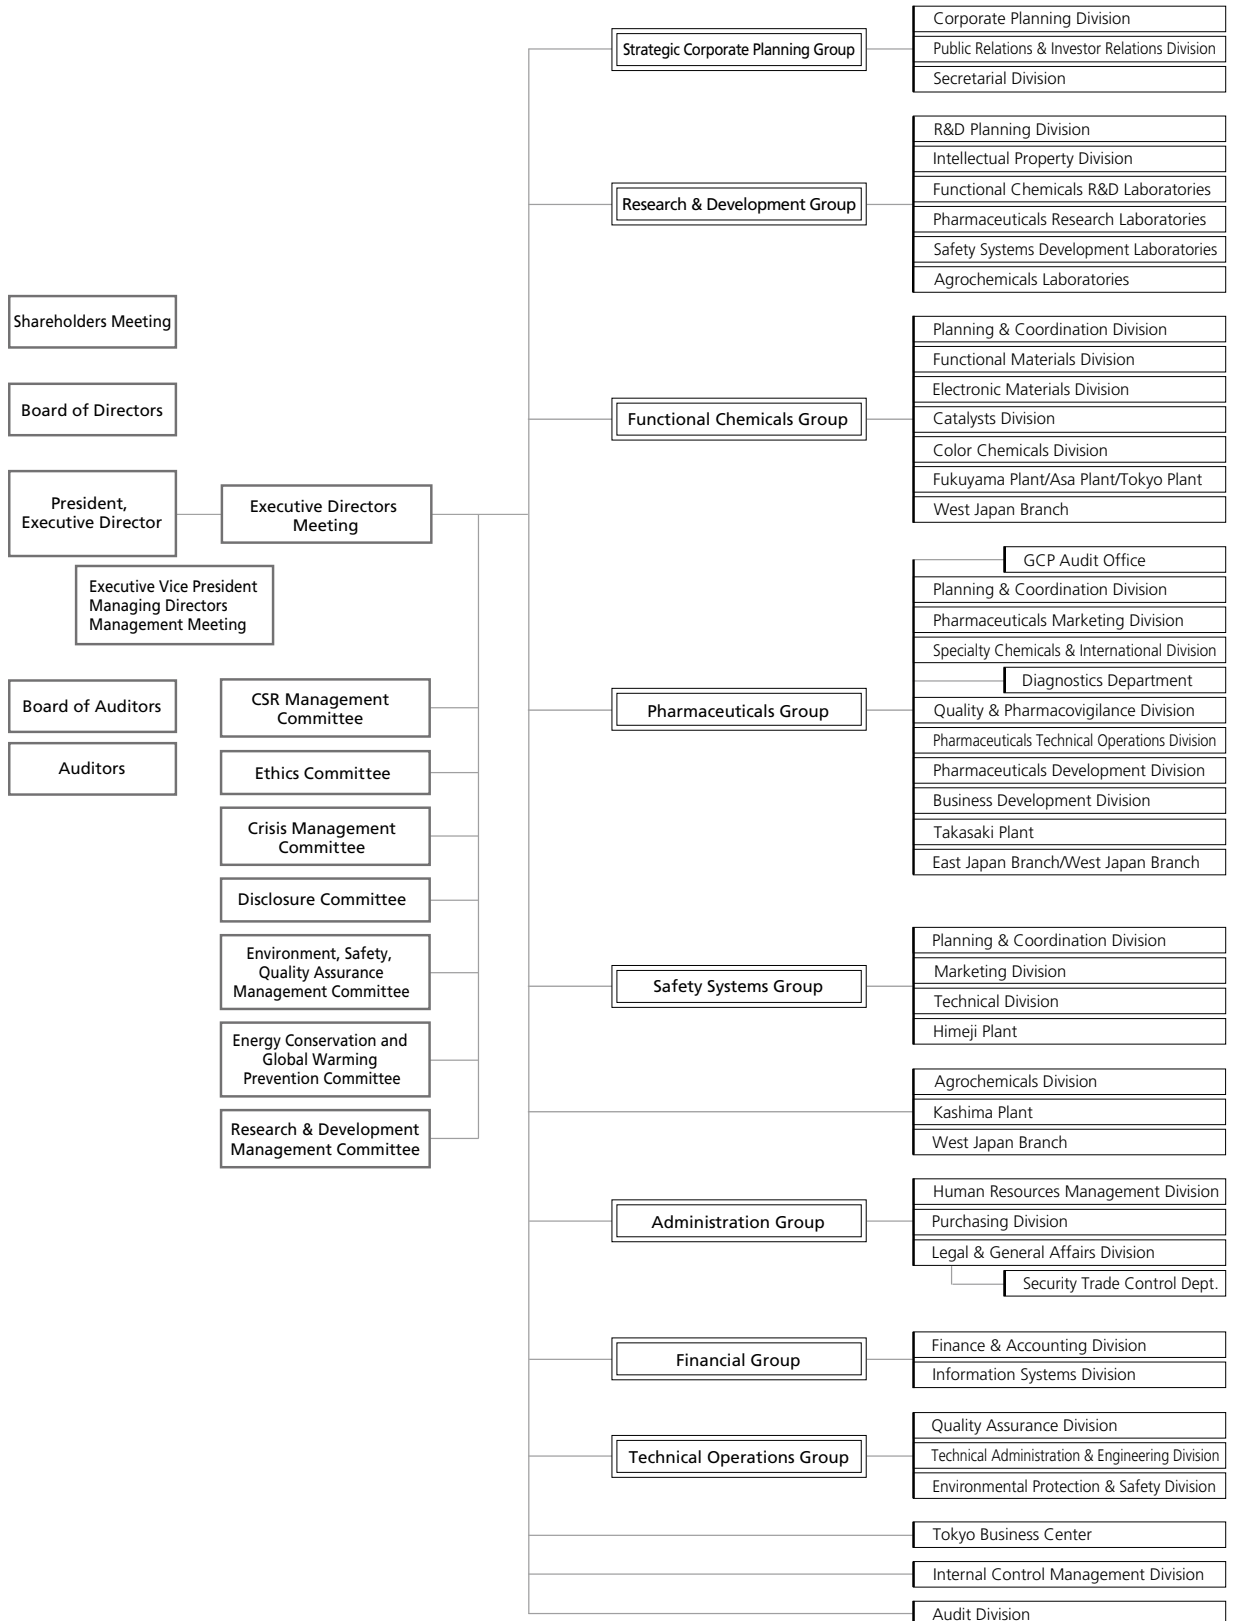 Shareholders Meeting
Board of Directors
President,
Executive Director
Executive Directors
Meeting
Executive Vice President
Managing Directors
Management Meeting
Board of Auditors
Auditors
CSR Management
Committee
Ethics Committee
Crisis Management
Committee
Disclosure Committee
Environment, Safety,
Quality Assurance
Management Committee
Energy Conservation and
Global Warming
Prevention Committee
Research & Development
Management Committee
Strategic Corporate Planning Group
Corporate Planning Division
Public Relations & Investor Relations Division
Secretarial Division
Research & Development Group
R&D Planning Division
Intellectual Property Division
Functional Chemicals R&D Laboratories
Pharmaceuticals Research Laboratories
Safety Systems Development Laboratories
Agrochemicals Laboratories
Functional Chemicals Group
Planning & Coordination Division
Functional Materials Division
Electronic Materials Division
Catalysts Division
Color Chemicals Division
Fukuyama Plant/Asa Plant/Tokyo Plant
West Japan Branch
Pharmaceuticals Group
GCP Audit Office
Planning & Coordination Division
Pharmaceuticals Marketing Division
Specialty Chemicals & International Division
Diagnostics Department
Quality & Pharmacovigilance Division
Pharmaceuticals Technical Operations Division
Pharmaceuticals Development Division
Business Development Division
Takasaki Plant
East Japan Branch/West Japan Branch
Safety Systems Group
Planning & Coordination Division
Marketing Division
Technical Division
Himeji Plant
Agrochemicals Division
Kashima Plant
West Japan Branch
Administration Group
Human Resources Management Division
Purchasing Division
Legal & General Affairs Division
Security Trade Control Dept.
Financial Group
Finance & Accounting Division
Information Systems Division
Technical Operations Group
Quality Assurance Division
Technical Administration & Engineering Division
Environmental Protection & Safety Division
Tokyo Business Center
Internal Control Management Division
Audit Division